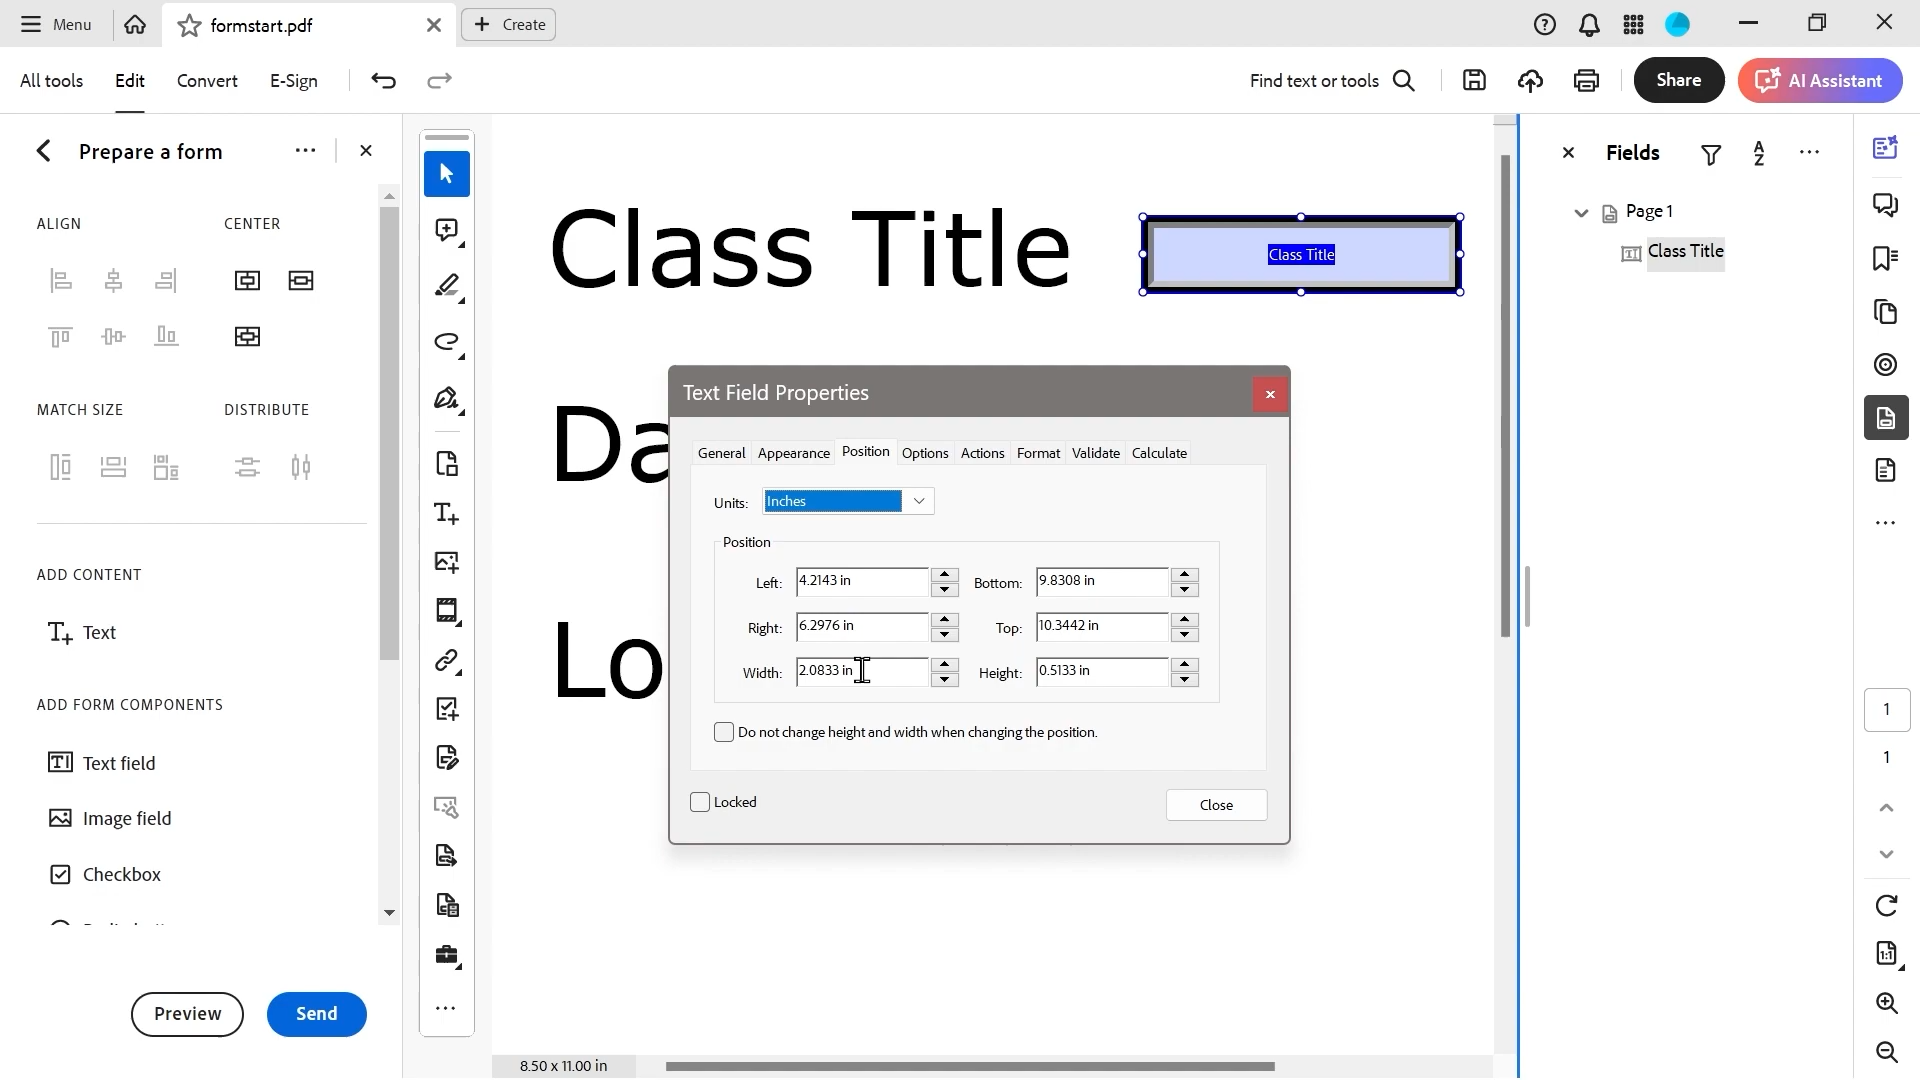 Menu
formstart.pdf
Create
All tools
Edit
Convert
E-Sign
Find text or tools
Share
AI Assistant
Prepare a form
ALIGN
CENTER
MATCH SIZE
DISTRIBUTE
ADD CONTENT
Text
ADD FORM COMPONENTS
Text field
Image field
Checkbox
Preview
Send
Class Title
Class Title
Da
Lo
Text Field Properties
General
Appearance
Position
Options
Actions
Format
Validate
Calculate
Units:
Inches
Position
Left:
4.2143 in
Bottom:
9.8308 in
Right:
6.2976 in
Top:
10.3442 in
Width:
2.0833 in
Height:
0.5133 in
Do not change height and width when changing the position.
Locked
Close
8.50 x 11.00 in
Fields
Page 1
Class Title
1
1